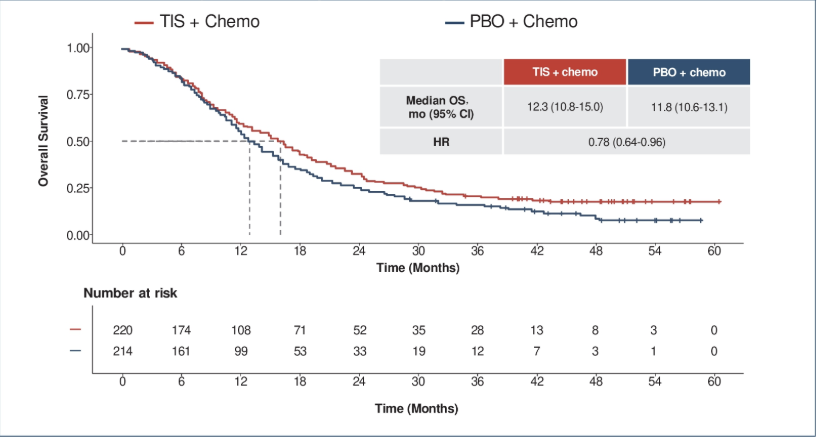 TIS + Chemo PBO + Chemo
Overall Survival
1.00
0.75
0.50
0.25
0.00
TIS + chemo PBO + chemo
Median OS.
mo (95% CI) 12.3 (10.8-15.0) 11.8 (10.6-13.1)
HR 0.78 (0.64-0.96)
0 6 12 18 24 30 36 42 48 54 60
Time (Months)
Number at risk
220 174 108 71 52 35 28 13 8 3 0
214 161 99 53 33 19 12 7 3 1 0
0 6 12 18 24 30 36 42 48 54 60
Time (Months)